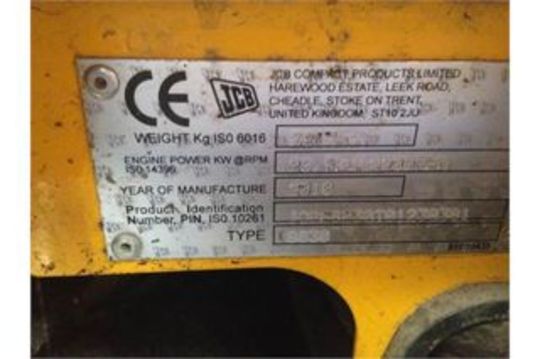 CE
JCB
JCB COMPACT PRODUCTS LIMITED
HAREWOOD ESTATE, LEEK ROAD,
CHEADLE, STOKE ON TRENT,
UNITED KINGDOM, ST10 2JU
WEIGHT Kg ISO 6016
ENGINE POWER KW @RPM
ISO 14396
YEAR OF MANUFACTURE
Product Identification
Number, PIN, ISO 10261
TYPE